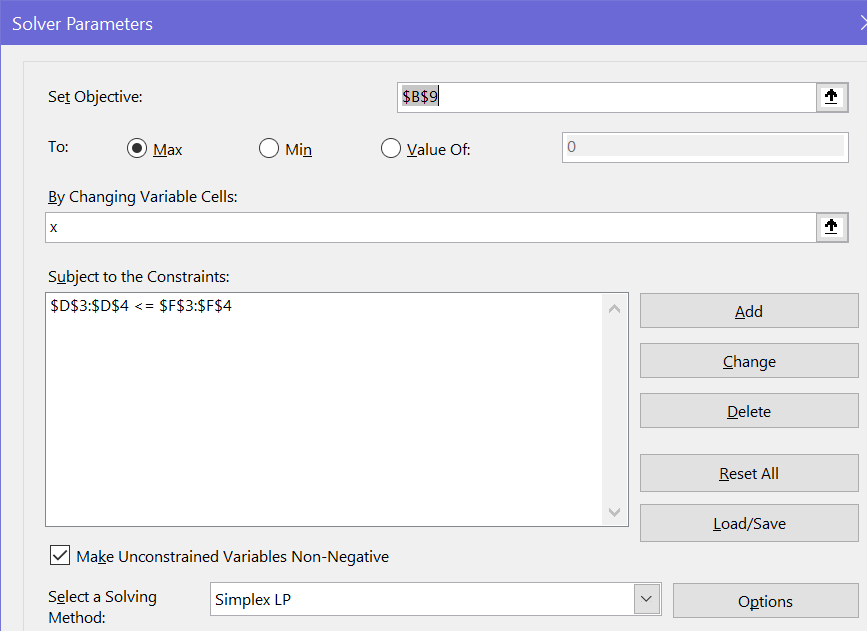 Solver Parameters
Set Objective:
$B$9
To:
Max
Min
Value Of:
0
By Changing Variable Cells:
x
Subject to the Constraints:
$D$3:$D$4 <= $F$3:$F$4
Add
Change
Delete
Reset All
Load/Save
Make Unconstrained Variables Non-Negative
Select a Solving
Method:
Simplex LP
Options